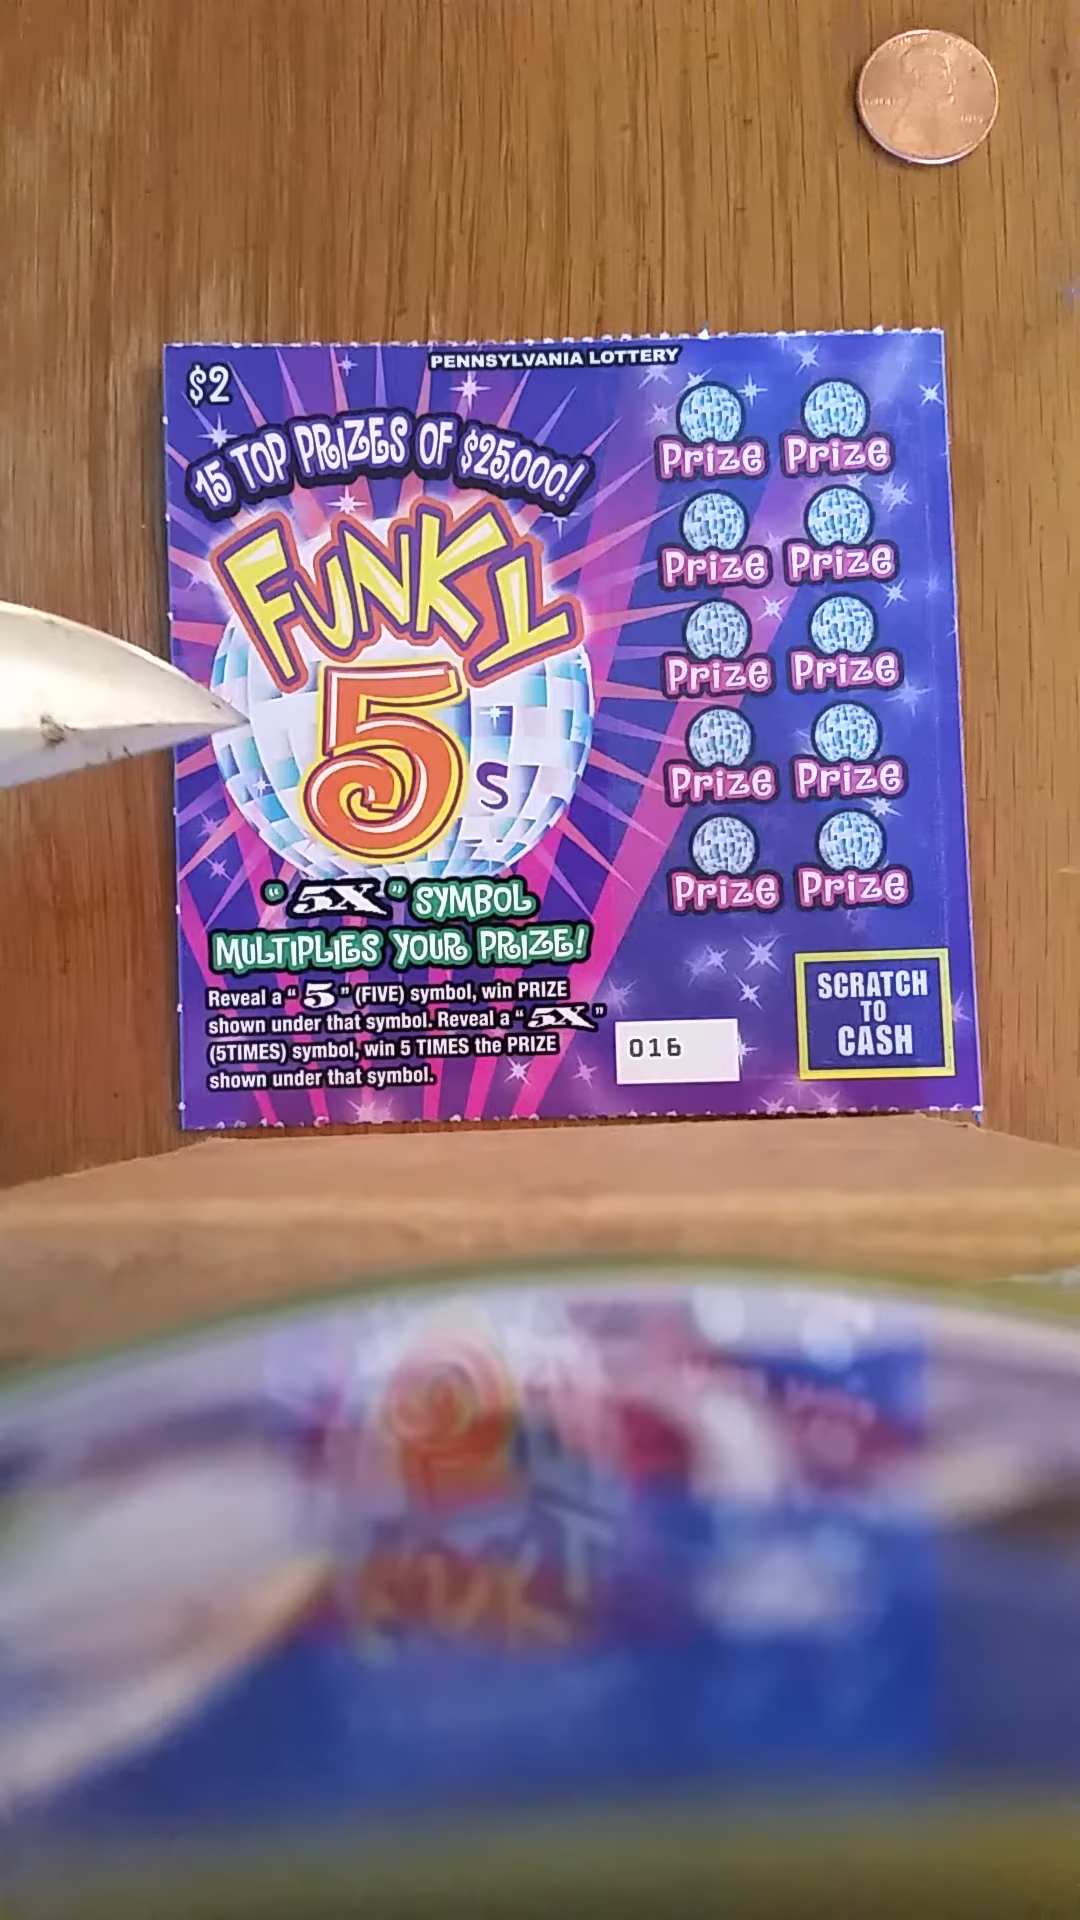 PENNSYLVANIA LOTTERY
$2
15 TOP PRIZES OF $25,000!
FUNKY
5s
"5X" SYMBOL
MULTIPLIES YOUR PRIZE!
Reveal a "5" (FIVE) symbol, win PRIZE
shown under that symbol. Reveal a "5X"
(5TIMES) symbol, win 5 TIMES the PRIZE
shown under that symbol.
Prize Prize
Prize Prize
Prize Prize
Prize Prize
Prize Prize
016
SCRATCH
TO
CASH